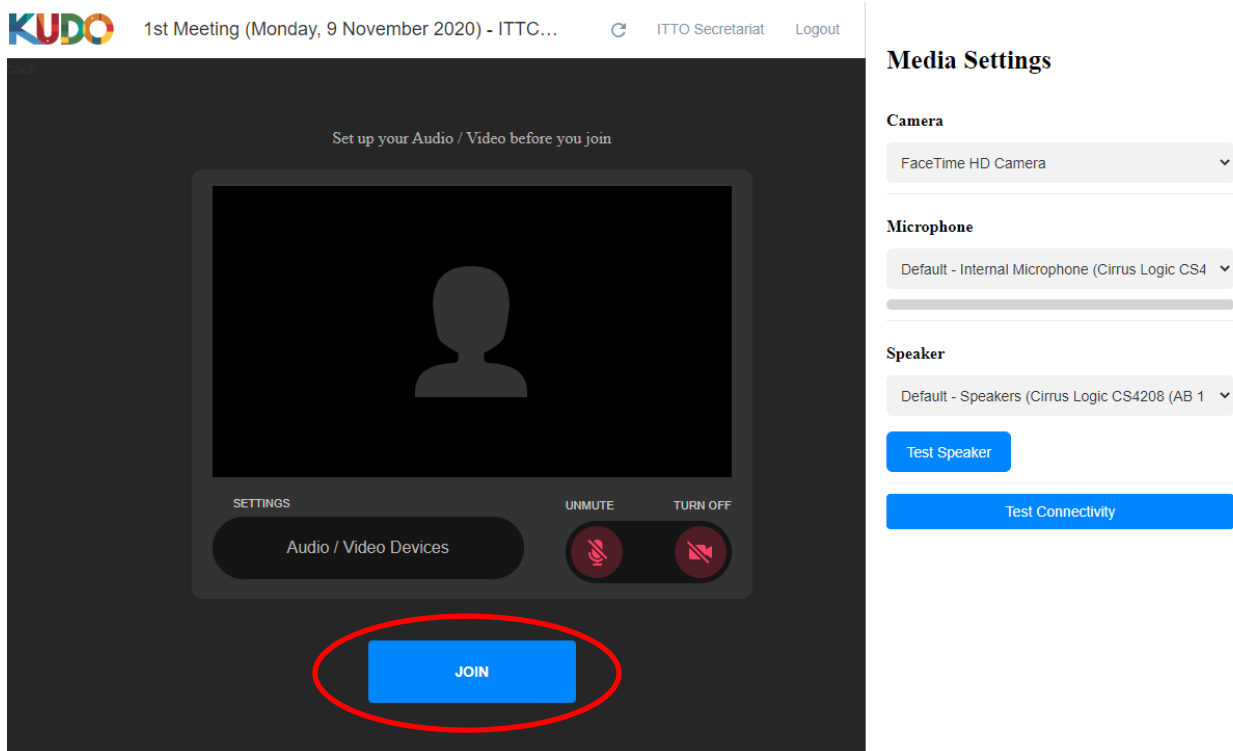 KUDO
1st Meeting (Monday, 9 November 2020) - ITTC...
ITTO Secretariat
Logout
back
Set up your Audio / Video before you join
SETTINGS
UNMUTE
TURN OFF
Audio / Video Devices
JOIN
Media Settings
Camera
FaceTime HD Camera
Microphone
Default - Internal Microphone (Cirrus Logic CS4
Speaker
Default - Speakers (Cirrus Logic CS4208 (AB 1
Test Speaker
Test Connectivity